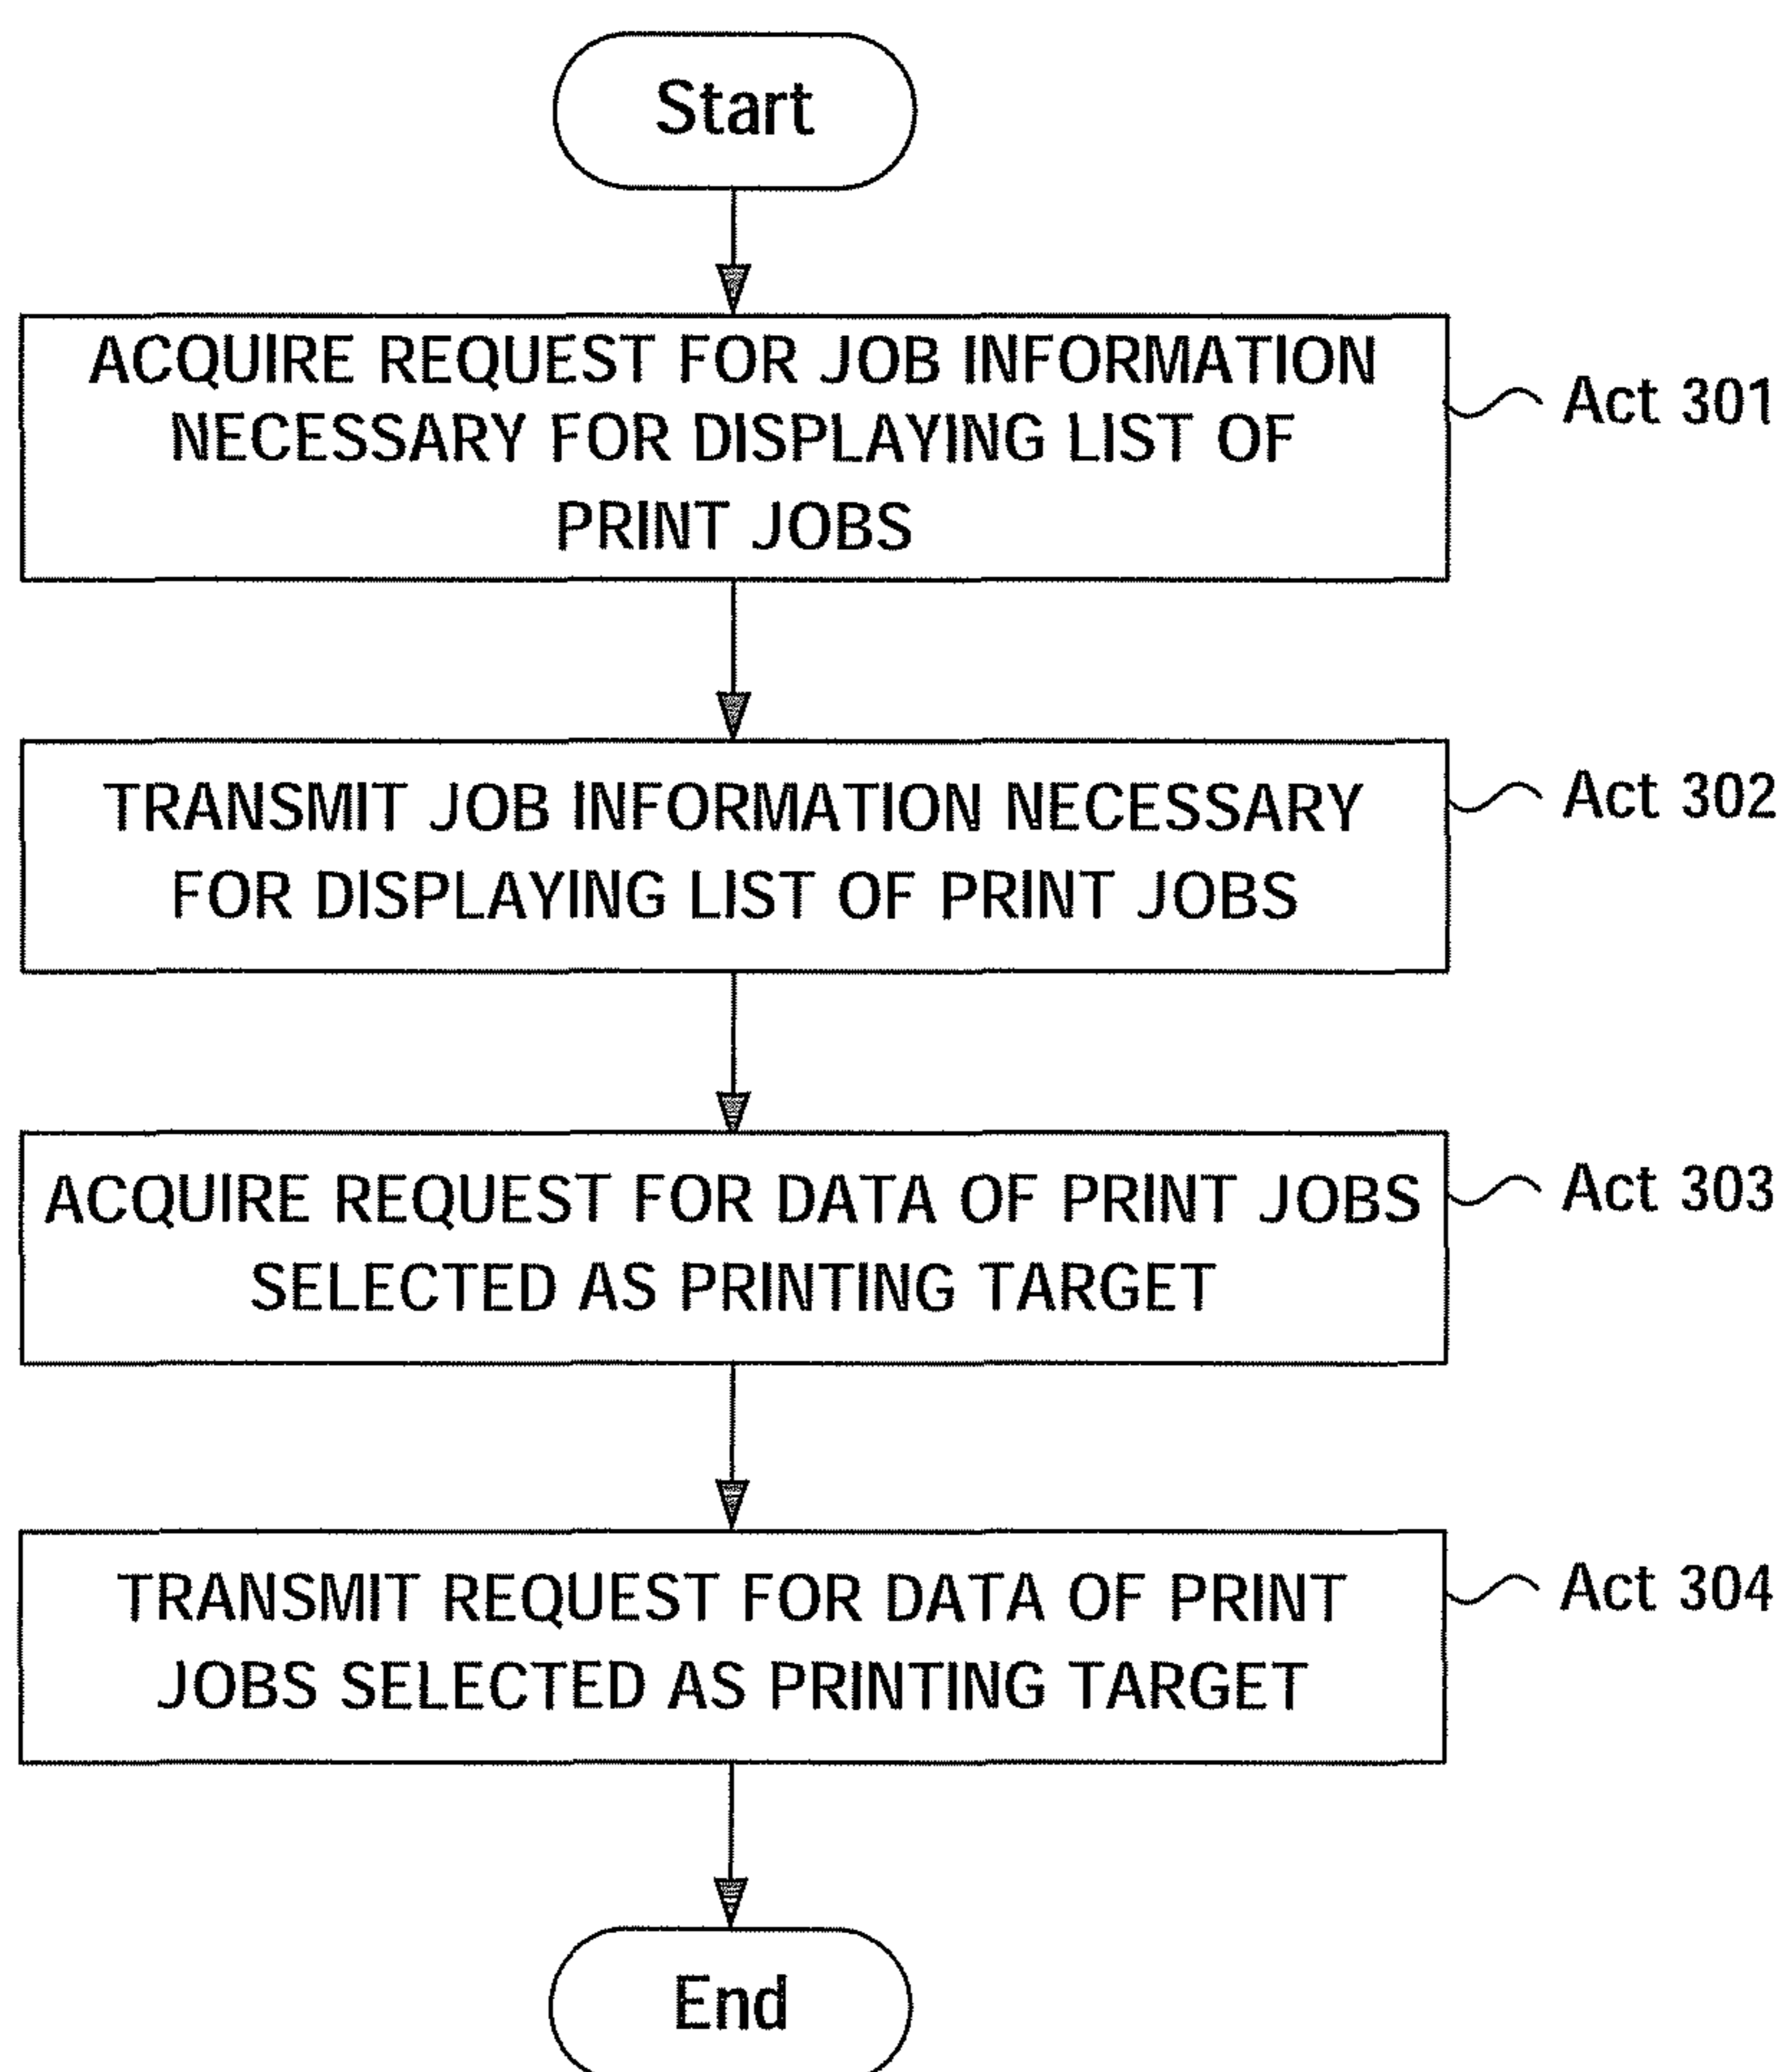 Start
ACQUIRE REQUEST FOR JOB INFORMATION
NECESSARY FOR DISPLAYING LIST OF
PRINT JOBS
Act 301
TRANSMIT JOB INFORMATION NECESSARY
FOR DISPLAYING LIST OF PRINT JOBS
Act 302
ACQUIRE REQUEST FOR DATA OF PRINT JOBS
SELECTED AS PRINTING TARGET
Act 303
TRANSMIT REQUEST FOR DATA OF PRINT
JOBS SELECTED AS PRINTING TARGET
Act 304
End